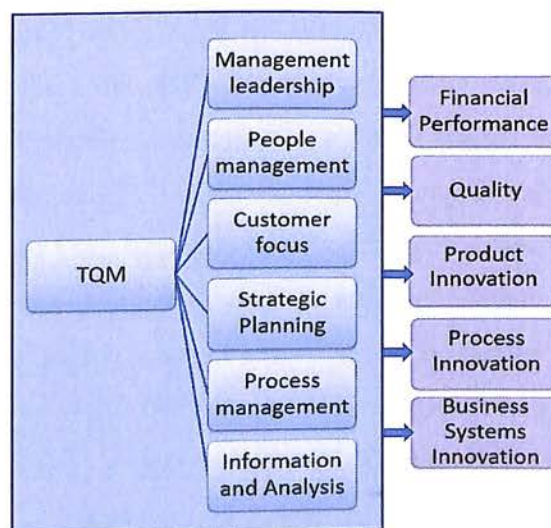 TQM
Management
leadership
People
management
Customer
focus
Strategic
Planning
Process
management
Information
and Analysis
Financial
Performance
Quality
Product
Innovation
Process
Innovation
Business
Systems
Innovation